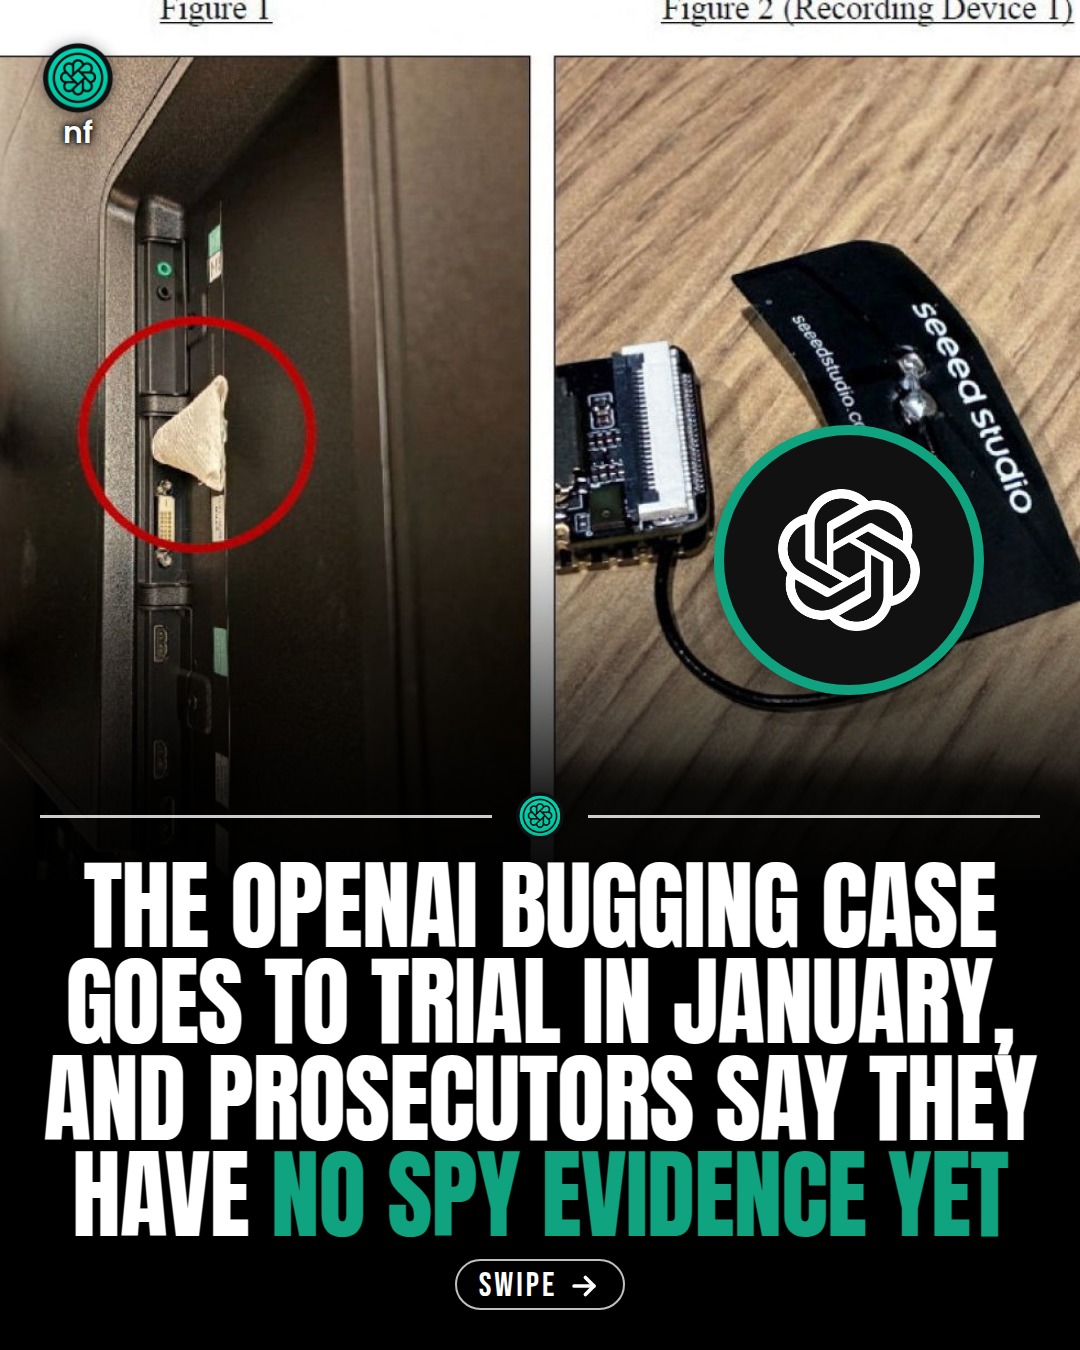 Figure 1
Figure 2 (Recording Device 1)
nf
seeed studio
seeedstudio.c
THE OPENAI BUGGING CASE
GOES TO TRIAL IN JANUARY,
AND PROSECUTORS SAY THEY
HAVE NO SPY EVIDENCE YET
SWIPE →